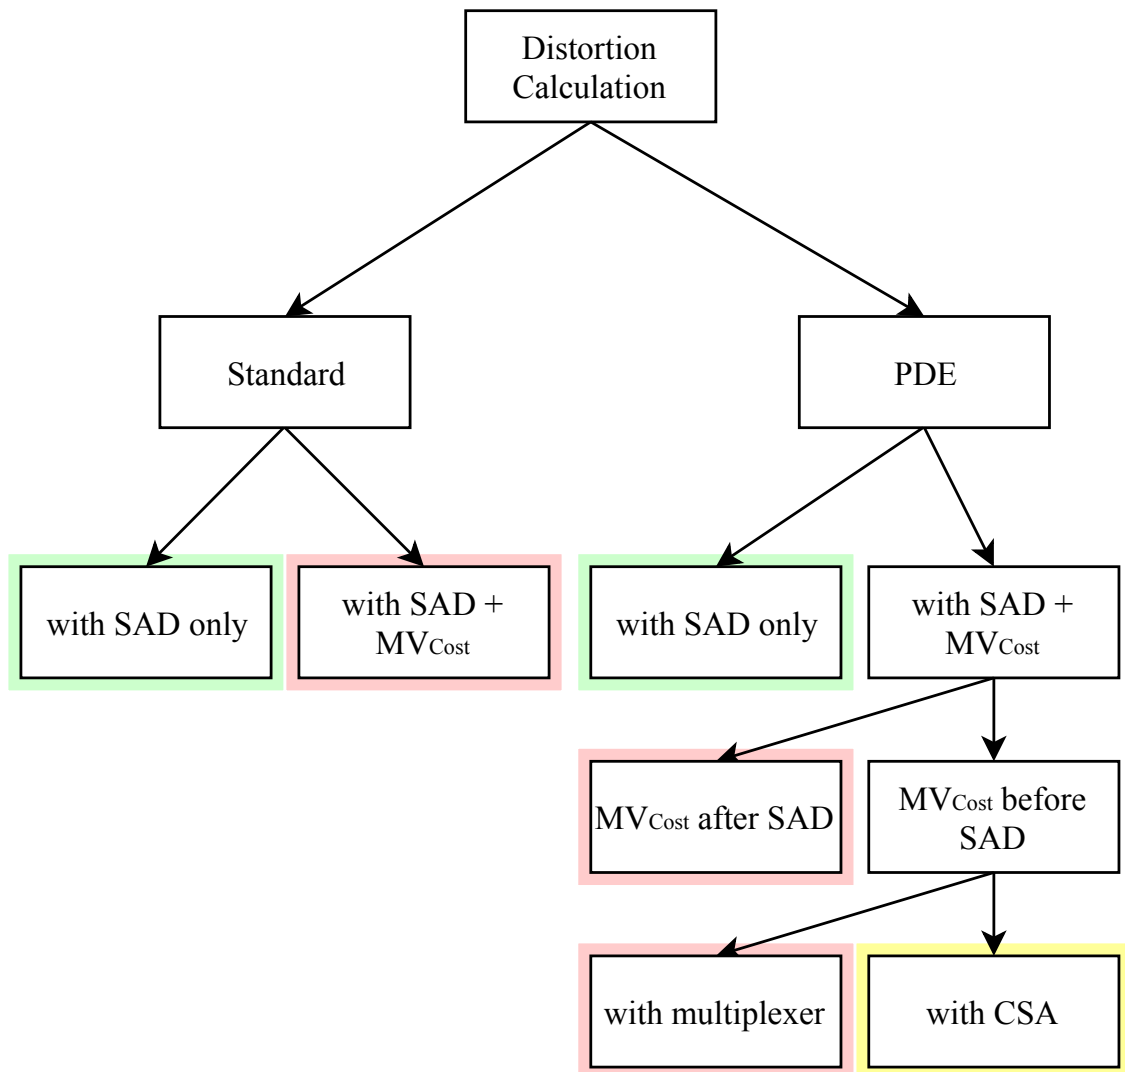 Distortion
Calculation
Standard
PDE
with SAD only
with SAD +
MVCost
with SAD only
with SAD +
MVCost
MVCost after SAD
MVCost before
SAD
with multiplexer
with CSA